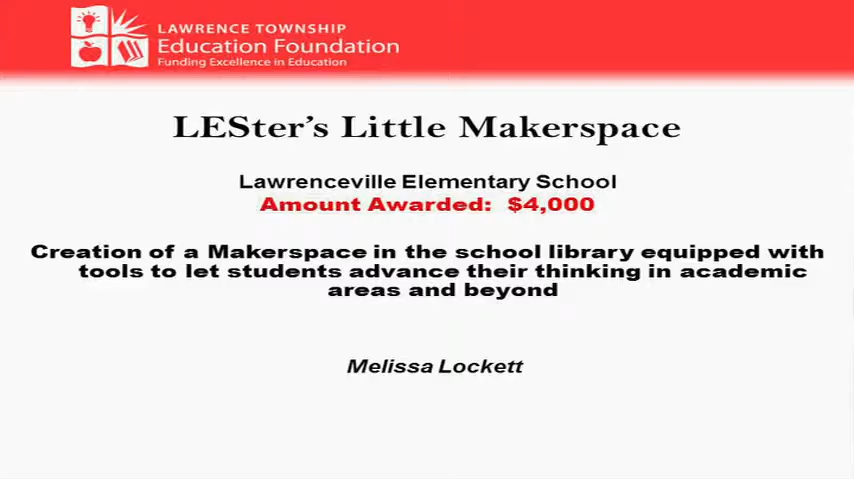 LAWRENCE TOWNSHIP
Education Foundation
Funding Excellence in Education
LESter's Little Makerspace
Lawrenceville Elementary School
Amount Awarded: $4,000
Creation of a Makerspace in the school library equipped with
tools to let students advance their thinking in academic
areas and beyond
Melissa Lockett